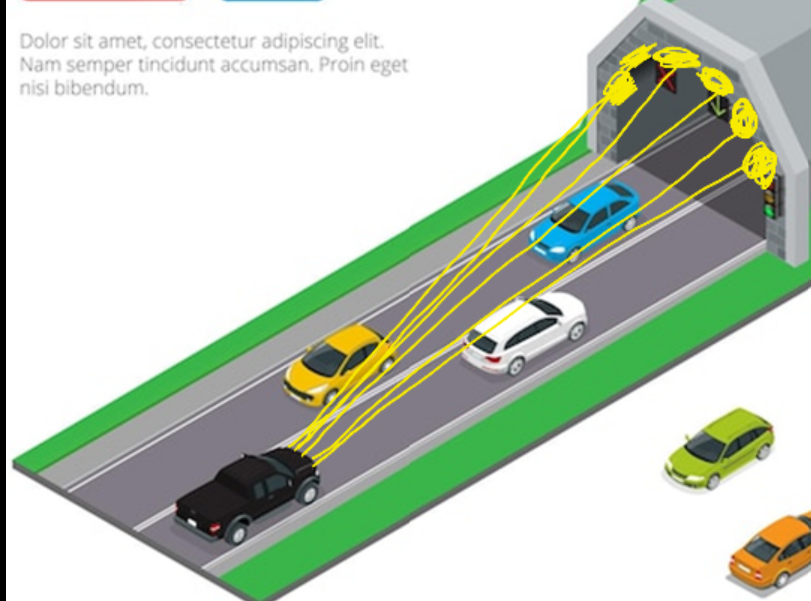 Dolor sit amet, consectetur adipiscing elit.
Nam semper tincidunt accumsan. Proin eget
nisi bibendum.